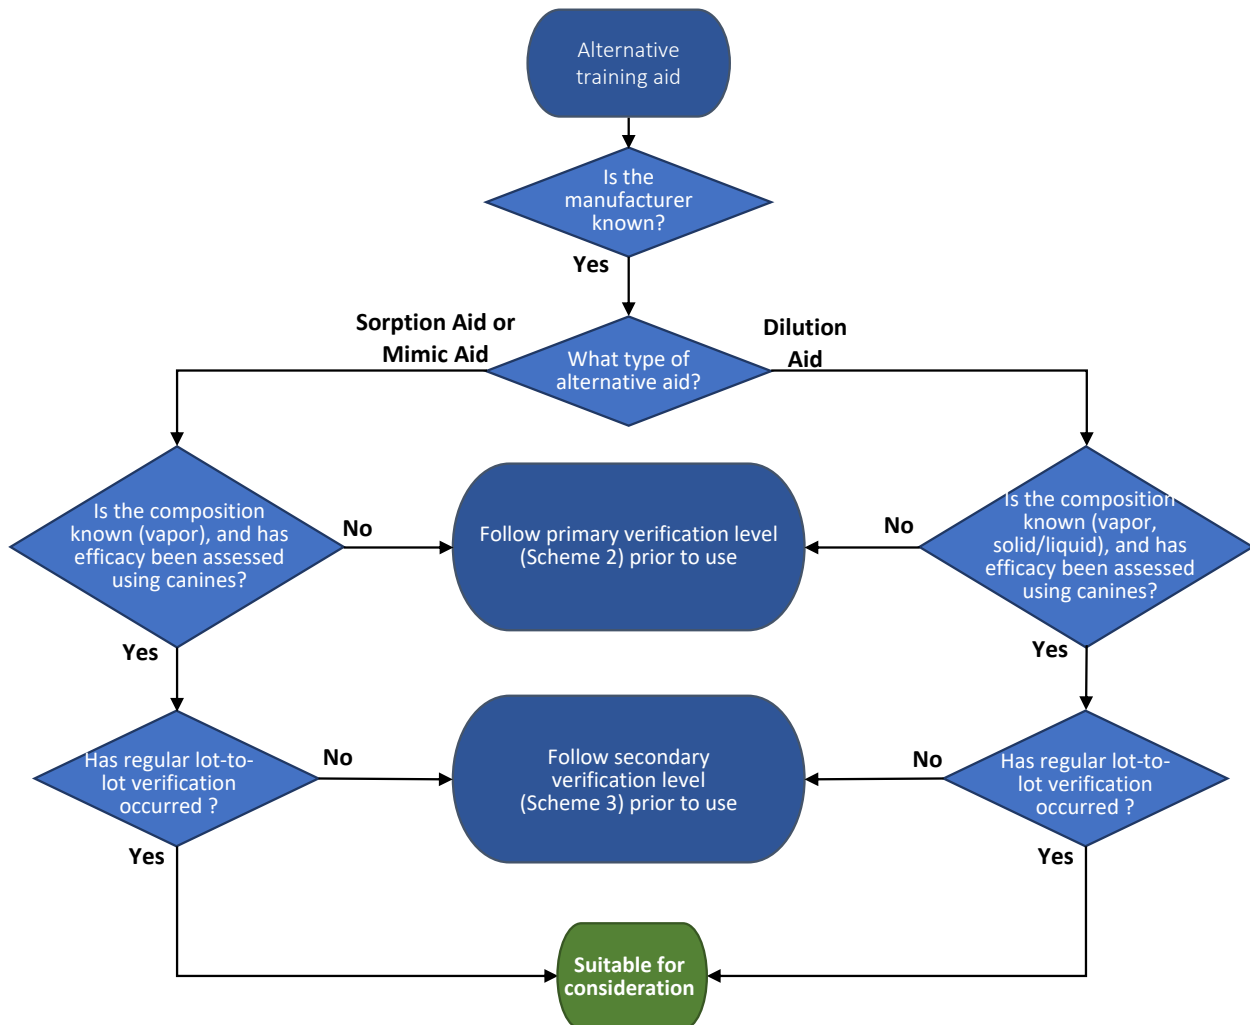 Alternative
training aid
Is the
manufacturer
known?
Yes
Sorption Aid or
Mimic Aid
Dilution
Aid
What type of
alternative aid?
Is the composition
known (vapor), and has
efficacy been assessed
using canines?
No
Follow primary verification level
(Scheme 2) prior to use
No
Is the composition
known (vapor,
solid/liquid), and has
efficacy been assessed
using canines?
Yes
Yes
Has regular lot-to-
lot verification
occurred ?
No
Follow secondary
verification level
(Scheme 3) prior to use
No
Has regular lot-to-
lot verification
occurred ?
Yes
Yes
Suitable for
consideration